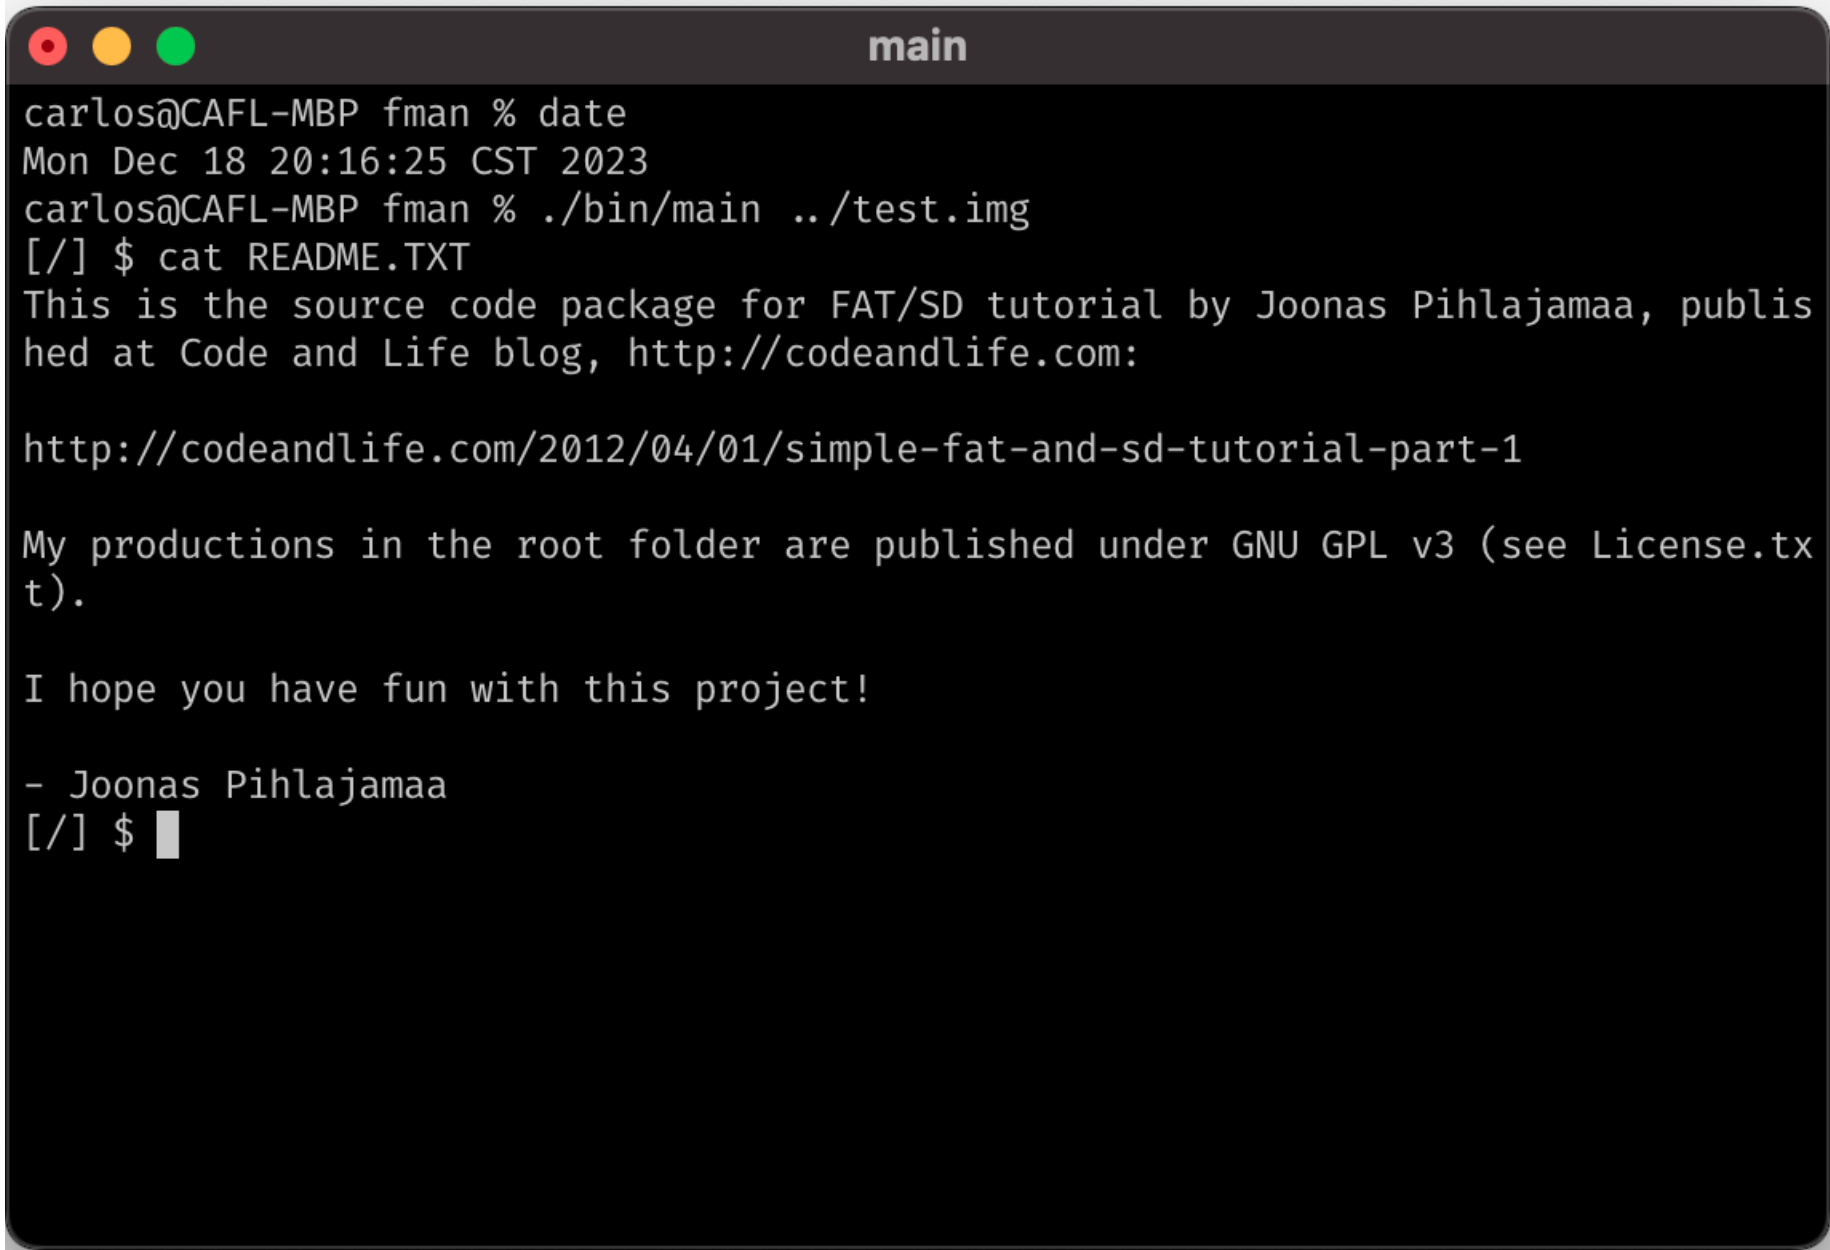 main
carlos@CAFL-MBP fman % date
Mon Dec 18 20:16:25 CST 2023
carlos@CAFL-MBP fman % ./bin/main ../test.img
[/] $ cat README.TXT
This is the source code package for FAT/SD tutorial by Joonas Pihlajamaa, publis
hed at Code and Life blog, http://codeandlife.com:
http://codeandlife.com/2012/04/01/simple-fat-and-sd-tutorial-part-1
My productions in the root folder are published under GNU GPL v3 (see License.tx
t).
I hope you have fun with this project!
- Joonas Pihlajamaa
[/] $